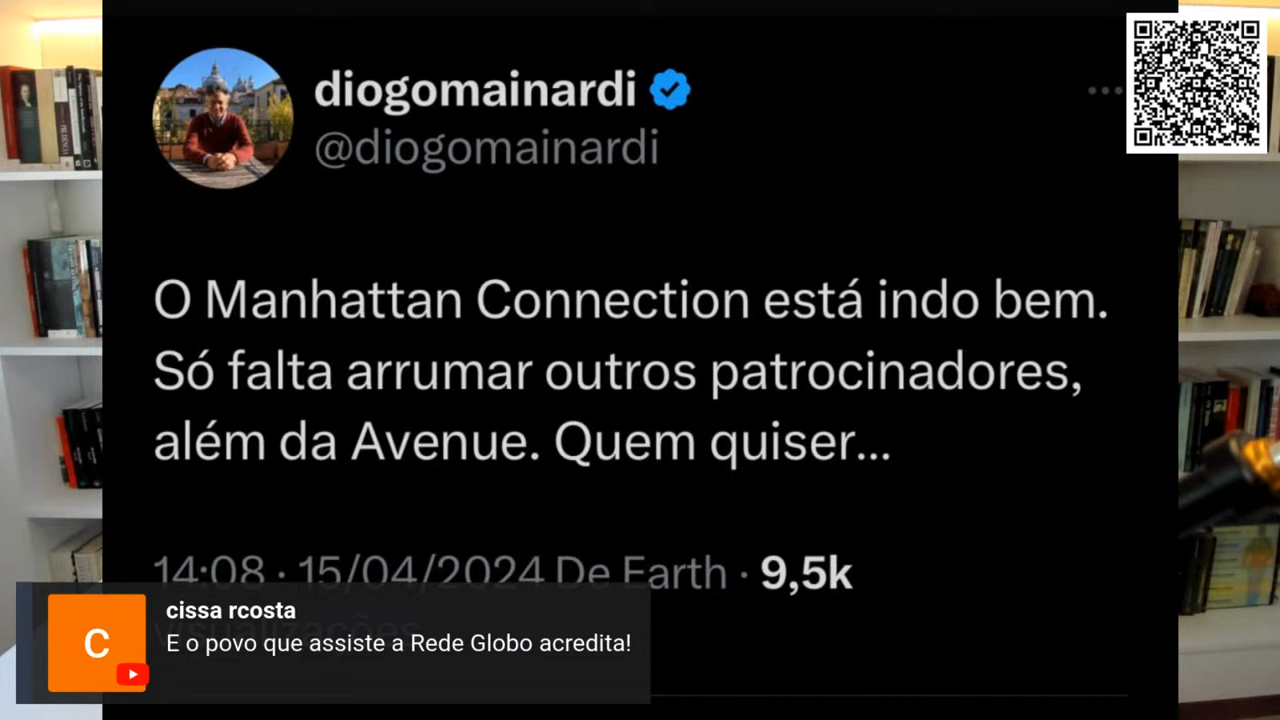 diogomainardi
@diogomainardi
O Manhattan Connection está indo bem.
Só falta arrumar outros patrocinadores,
além da Avenue. Quem quiser...
14:08 · 15/04/2024 De Earth · 9,5k
visualizações
cissa rcosta
C
E o povo que assiste a Rede Globo acredita!